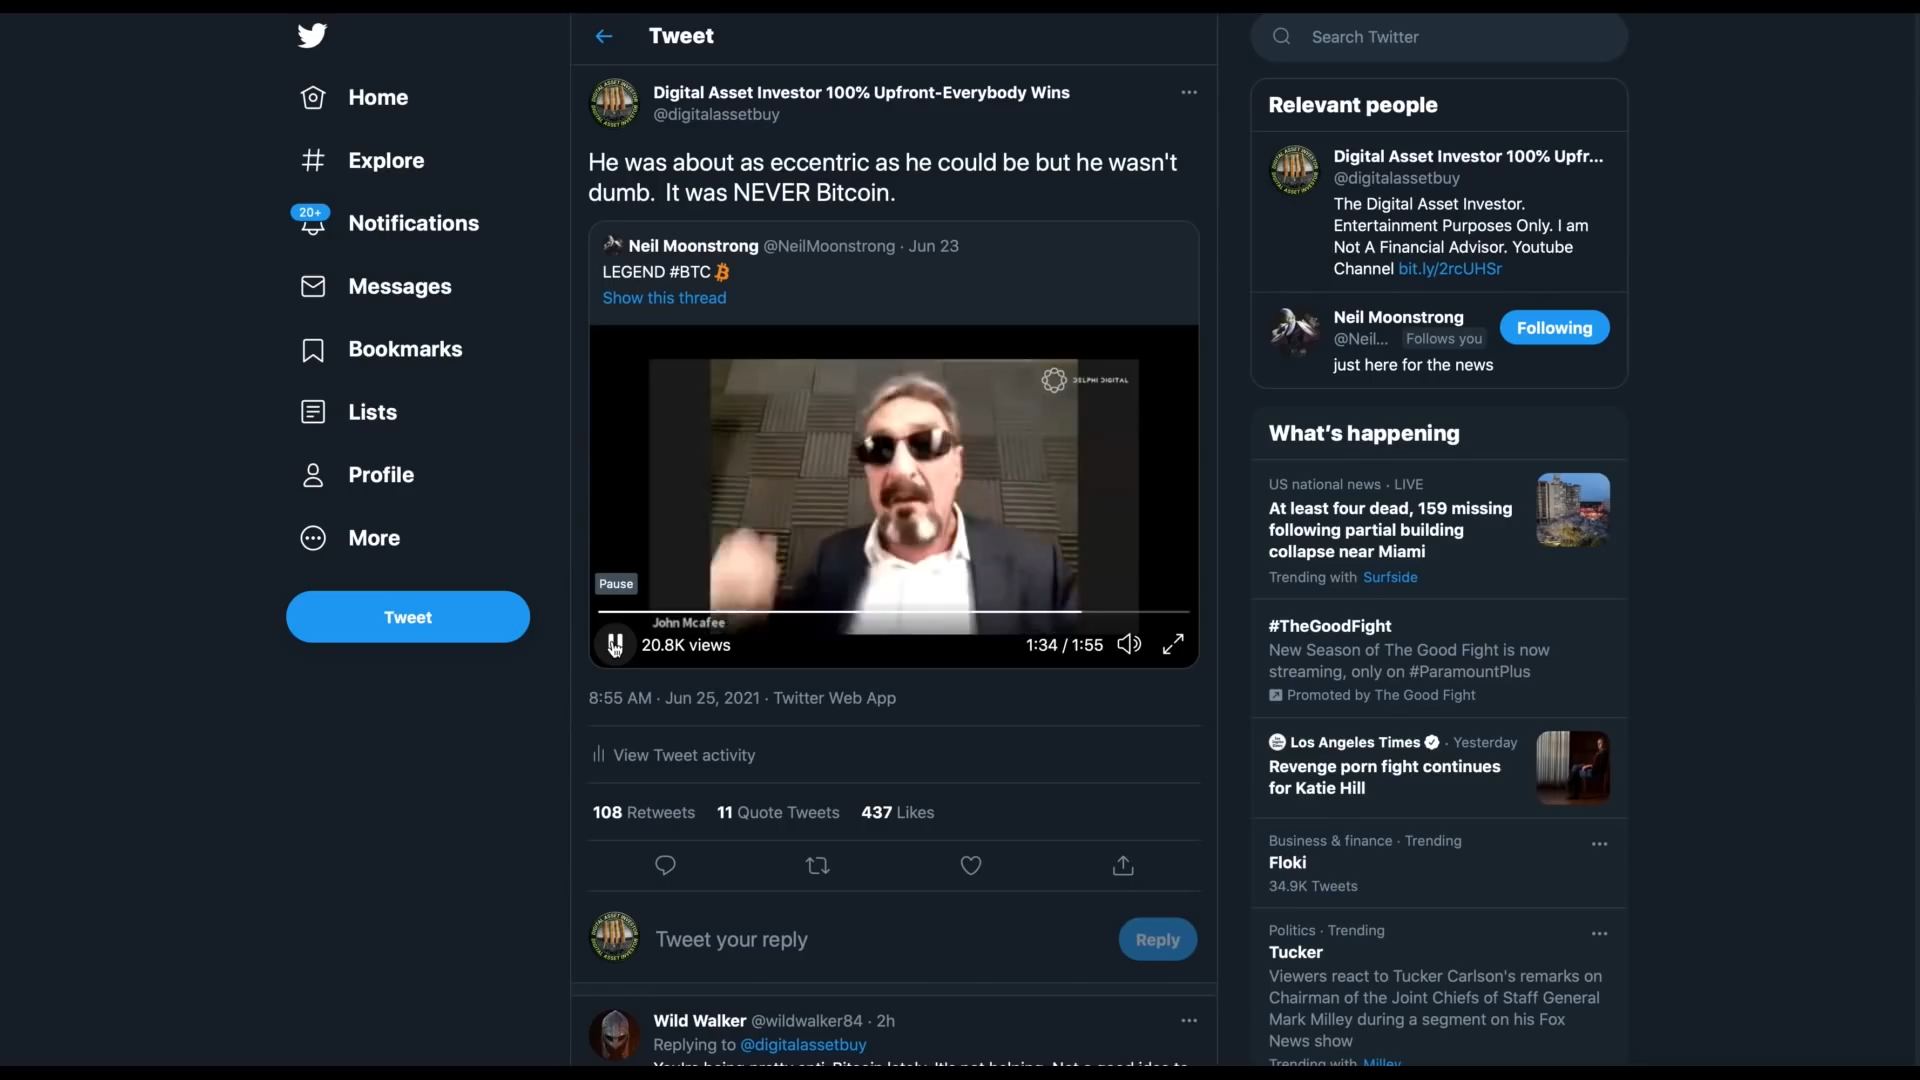 Home
Explore
20+
Notifications
Messages
Bookmarks
Lists
Profile
More
Tweet
Tweet
Digital Asset Investor 100% Upfront-Everybody Wins
@digitalassetbuy
He was about as eccentric as he could be but he wasn't
dumb. It was NEVER Bitcoin.
Neil Moonstrong @NeilMoonstrong · Jun 23
LEGEND #BTC
Show this thread
DELPHI DIGITAL
Pause
John Mcafee
20.8K views
1:34 / 1:55
8:55 AM · Jun 25, 2021 · Twitter Web App
View Tweet activity
108 Retweets 11 Quote Tweets 437 Likes
Tweet your reply
Reply
Wild Walker @wildwalker84 · 2h
Replying to @digitalassetbuy
Search Twitter
Relevant people
Digital Asset Investor 100% Upfr...
@digitalassetbuy
The Digital Asset Investor.
Entertainment Purposes Only. I am
Not A Financial Advisor. Youtube
Channel bit.ly/2rcUHSr
Neil Moonstrong
@Neil... Follows you
Following
just here for the news
What's happening
US national news · LIVE
At least four dead, 159 missing
following partial building
collapse near Miami
Trending with Surfside
#TheGoodFight
New Season of The Good Fight is now
streaming, only on #ParamountPlus
Promoted by The Good Fight
Los Angeles Times · Yesterday
Revenge porn fight continues
for Katie Hill
Business & finance · Trending
Floki
34.9K Tweets
Politics · Trending
Tucker
Viewers react to Tucker Carlson's remarks on
Chairman of the Joint Chiefs of Staff General
Mark Milley during a segment on his Fox
News show
Trending with Milley